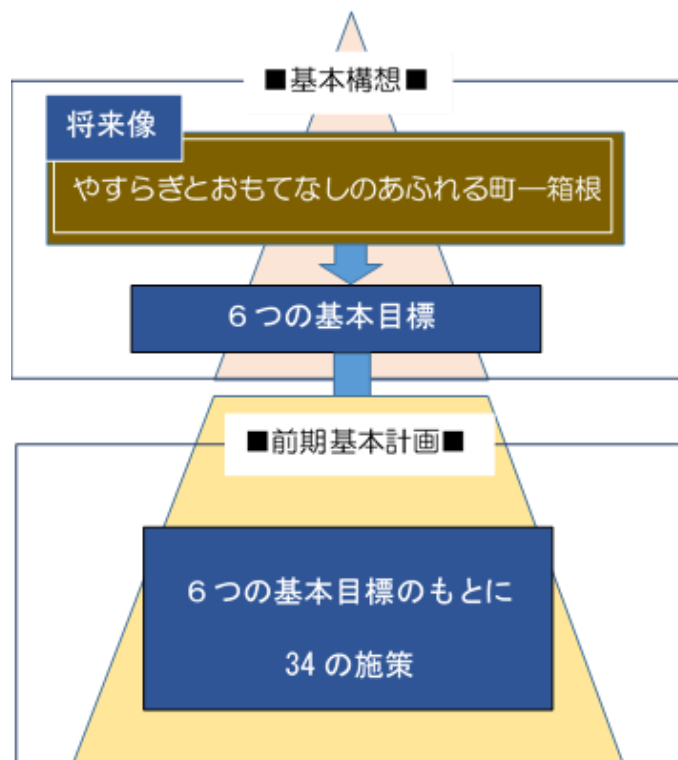 ■基本構想■
将来像
やすらぎとおもてなしのあふれる町―箱根
６つの基本目標
■前期基本計画■
６つの基本目標のもとに
34 の施策